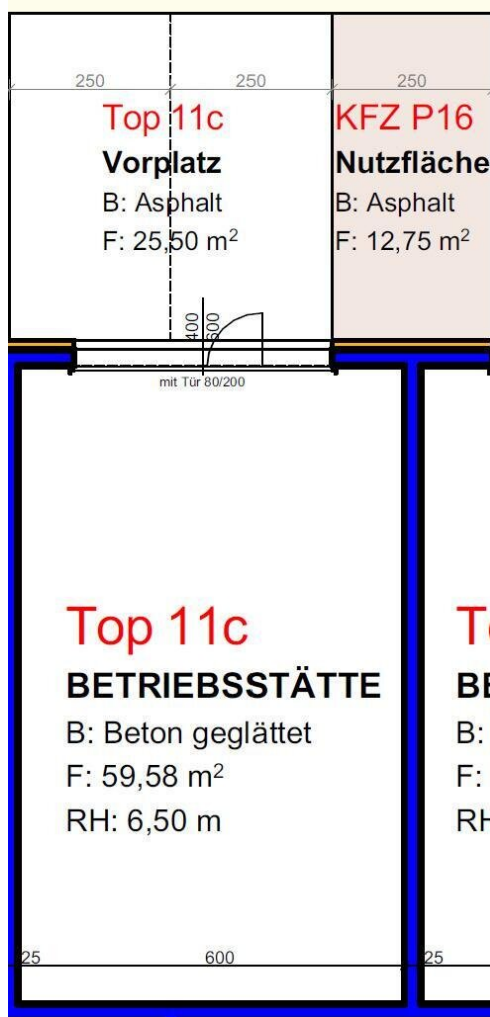 250
250
250
Top 11c
Vorplatz
B: Asphalt
F: 25,50 m²
KFZ P16
Nutzfläche
B: Asphalt
F: 12,75 m²
400
600
mit Tür 80/200
Top 11c
BETRIEBSSTÄTTE
B: Beton geglättet
F: 59,58 m²
RH: 6,50 m
B:
F:
RH
25
600
25